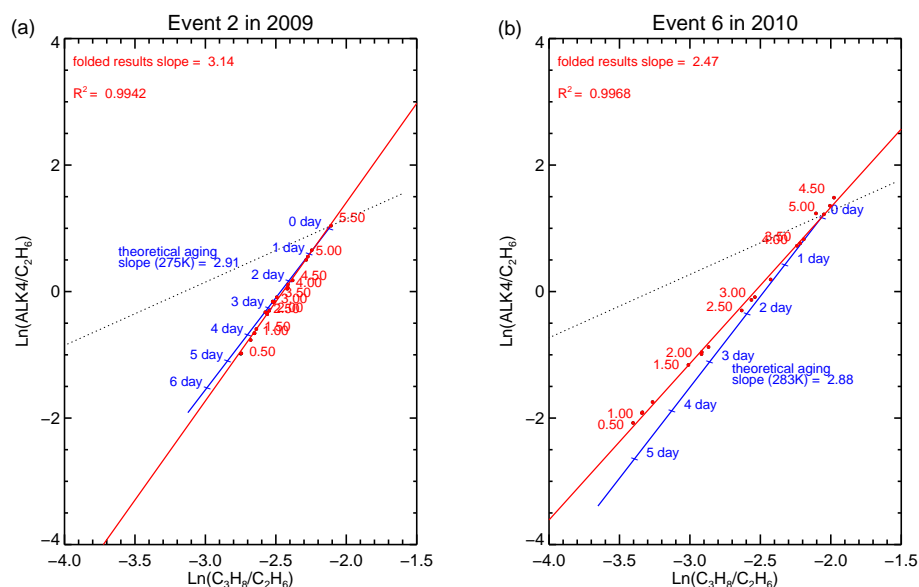 (a)
Event 2 in 2009
folded results slope = 3.14
R² = 0.9942
4
2
0
−2
−4
Ln(ALK4/C₂H₆)
0 day
1 day
2 day
3 day
4 day
5 day
6 day
theoretical aging
slope (275K) = 2.91
5.50
5.00
4.50
4.00
3.50
3.00
2.50
1.50
1.00
0.50
−4.0
−3.5
−3.0
−2.5
−2.0
−1.5
Ln(C₃H₈/C₂H₆)
(b)
Event 6 in 2010
folded results slope = 2.47
R² = 0.9968
4
2
0
−2
−4
Ln(ALK4/C₂H₆)
4.50
5.00
0 day
4.00
1 day
3.00
2.50
2 day
2.00
1.50
3 day
theoretical aging
slope (283K) = 2.88
1.00
0.50
4 day
5 day
−4.0
−3.5
−3.0
−2.5
−2.0
−1.5
Ln(C₃H₈/C₂H₆)